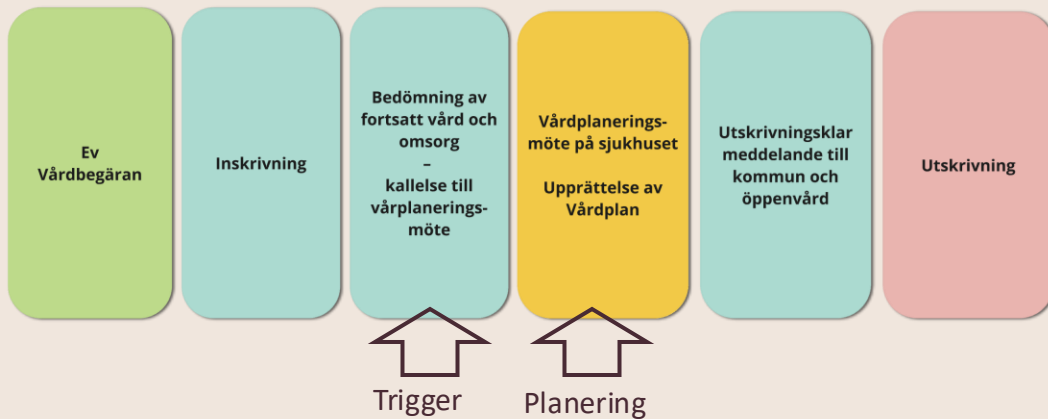 Ev
Vårdbegäran
Inskrivning
Bedömning av
fortsatt vård och
omsorg
–
kallelse till
vårplanerings-
möte
Vårdplanerings-
möte på sjukhuset
Upprättelse av
Vårdplan
Utskrivningsklar
meddelande till
kommun och
öppenvård
Utskrivning
Trigger
Planering